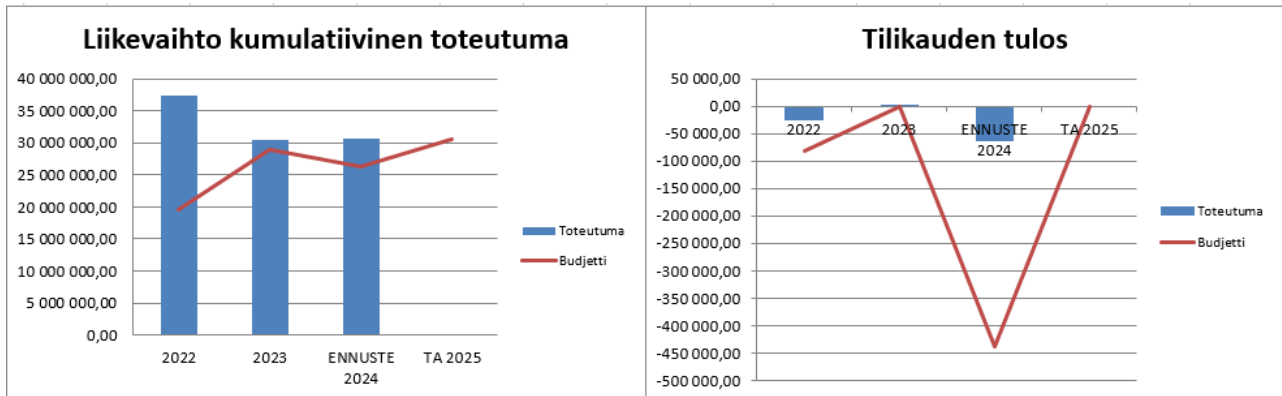 Liikevaihto kumulatiivinen toteutuma
40 000 000,00
35 000 000,00
30 000 000,00
25 000 000,00
20 000 000,00
15 000 000,00
10 000 000,00
5 000 000,00
0,00
2022
2023
ENNUSTE
2024
TA 2025
Toteutuma
Budjetti
Tilikauden tulos
50 000,00
0,00
-50 000,00
-100 000,00
-150 000,00
-200 000,00
-250 000,00
-300 000,00
-350 000,00
-400 000,00
-450 000,00
-500 000,00
2022
2023
ENNUSTE
2024
TA 2025
Toteutuma
Budjetti